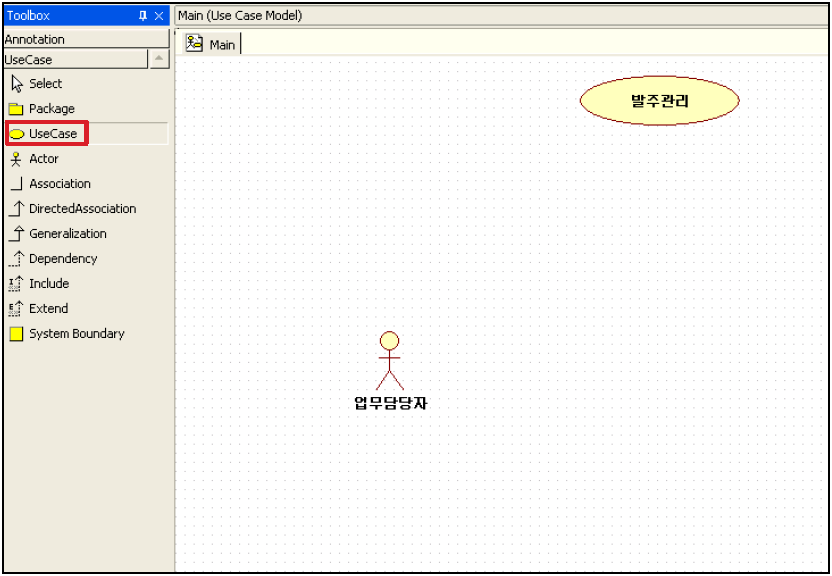 Toolbox
Annotation
UseCase
Select
Package
UseCase
Actor
Association
DirectedAssociation
Generalization
Dependency
Include
Extend
System Boundary
Main (Use Case Model)
Main
발주관리
업무담당자